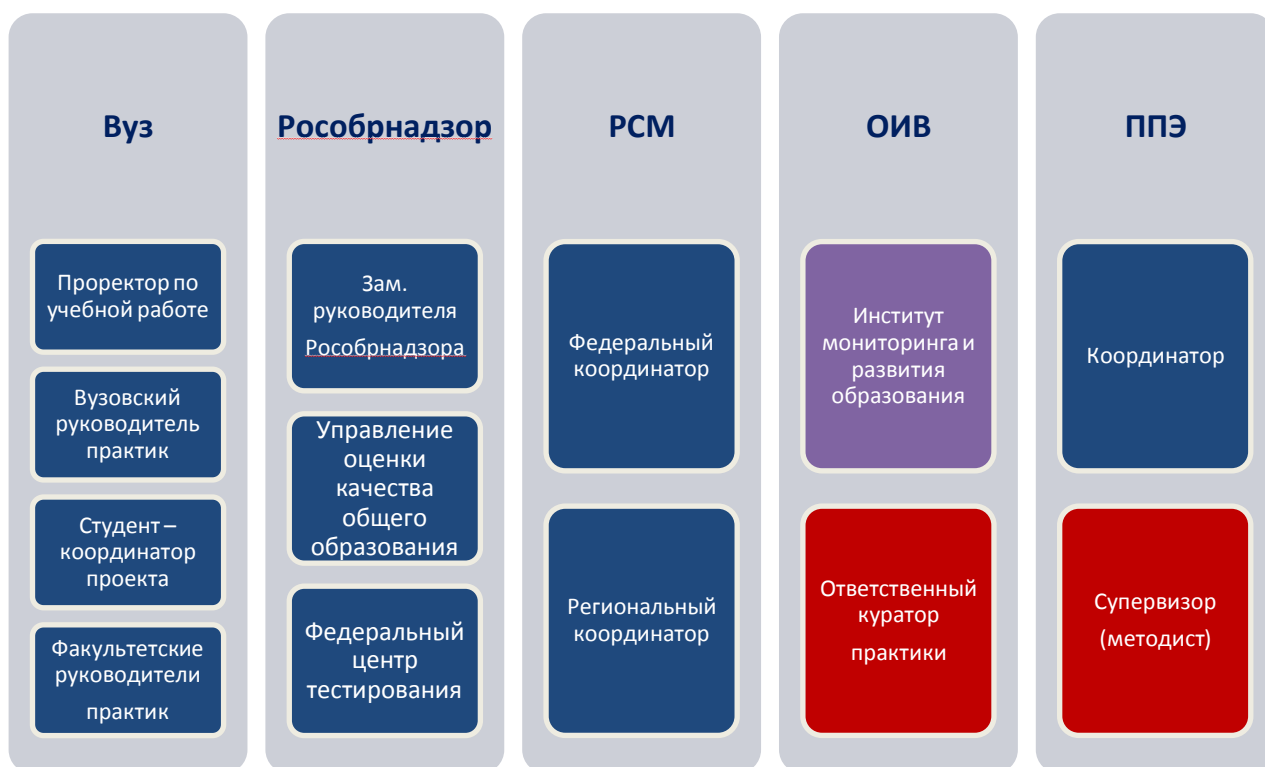 Вуз
Проректор по
учебной работе
Вузовский
руководитель
практик
Студент –
координатор
проекта
Факультетские
руководители
практик
Рособрнадзор
Зам.
руководителя
Рособрнадзора
Управление
оценки
качества
общего
образования
Федеральный
центр
тестирования
РСМ
Федеральный
координатор
Региональный
координатор
ОИВ
Институт
мониторинга и
развития
образования
Ответственный
куратор
практики
ППЭ
Координатор
Супервизор
(методист)